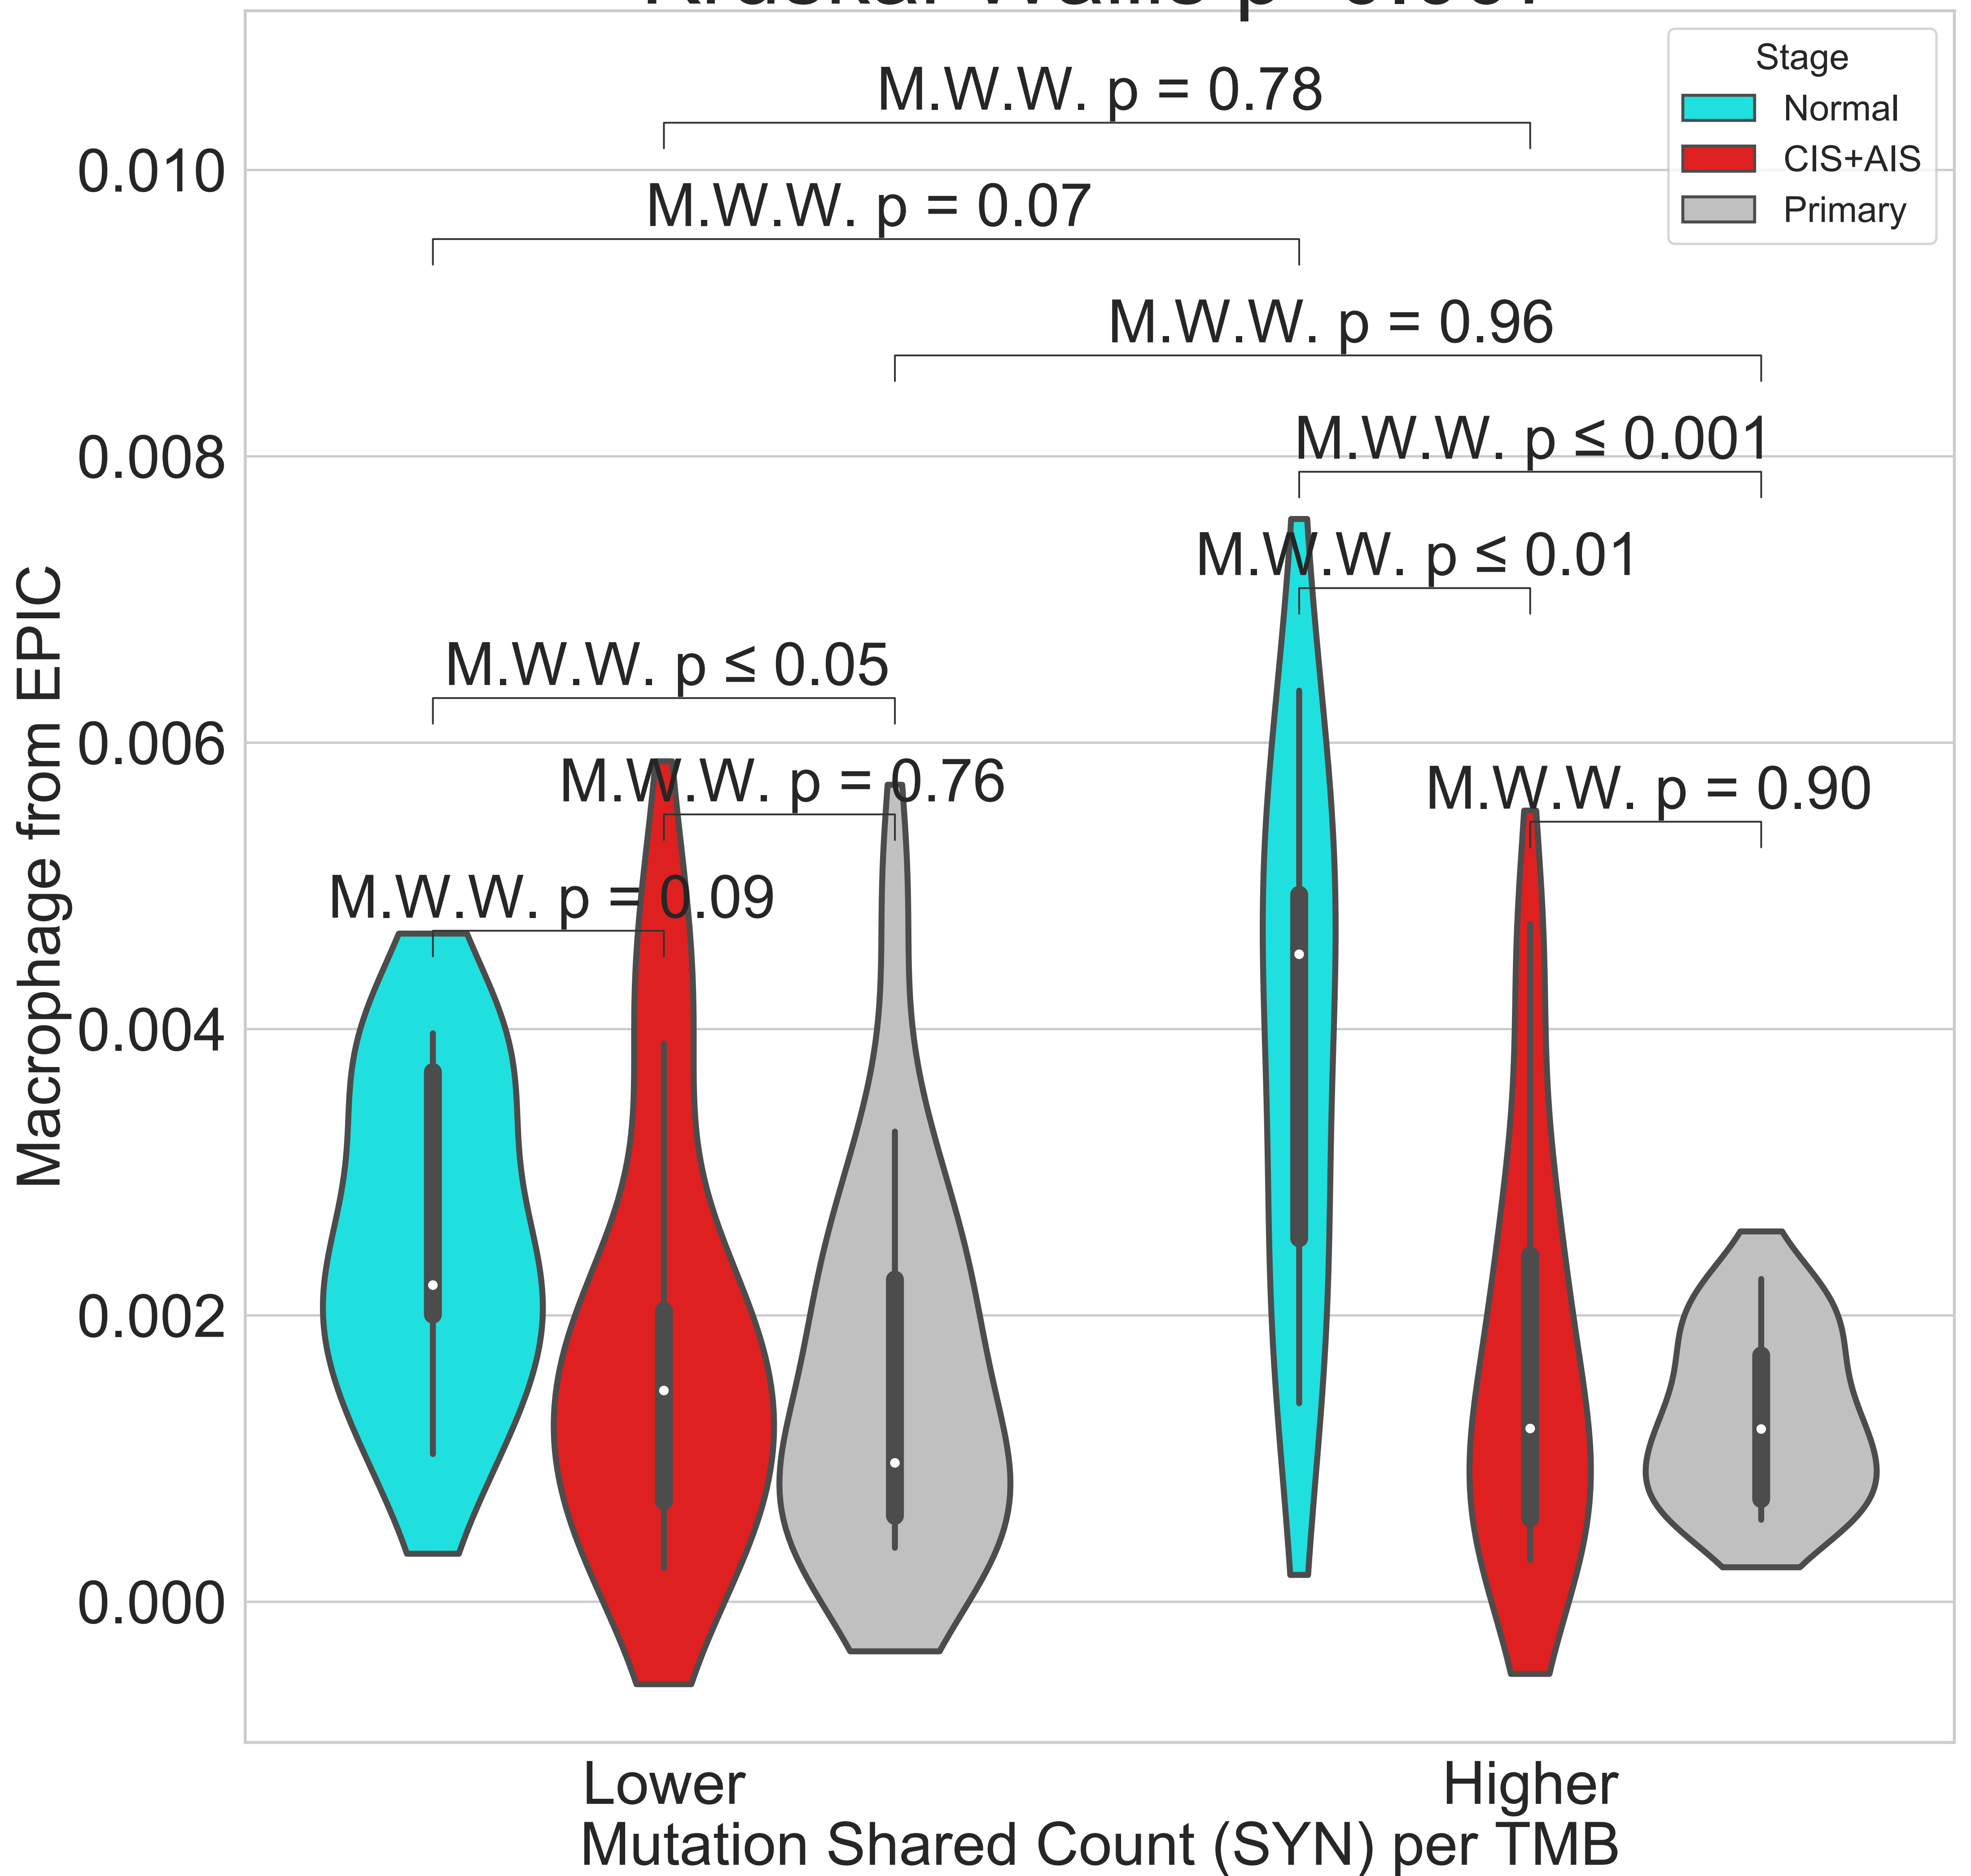 Stage
Normal
CIS+AIS
Primary
M.W.W. p = 0.78
M.W.W. p = 0.07
M.W.W. p = 0.96
M.W.W. p ≤ 0.001
M.W.W. p ≤ 0.01
M.W.W. p ≤ 0.05
M.W.W. p = 0.76
M.W.W. p = 0.90
M.W.W. p = 0.09
0.010
0.008
0.006
0.004
0.002
0.000
Macrophage from EPIC
Lower
Higher
Mutation Shared Count (SYN) per TMB